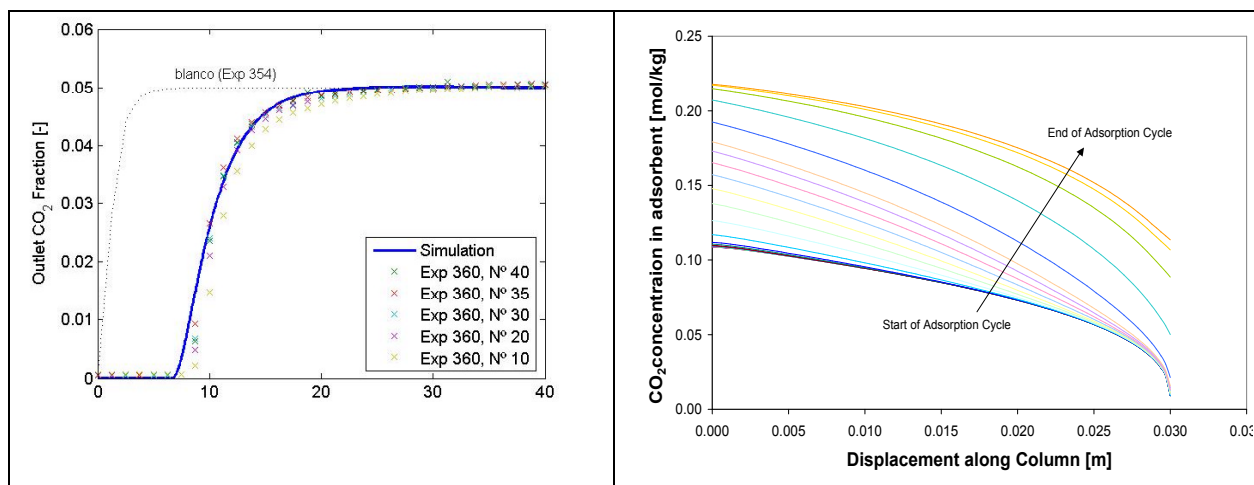 0.06
0.05
0.04
0.03
0.02
0.01
0
Outlet CO2 Fraction [-]
blanco (Exp 354)
Simulation
Exp 360, Nº 40
Exp 360, Nº 35
Exp 360, Nº 30
Exp 360, Nº 20
Exp 360, Nº 10
0 10 20 30 40
0.25
0.20
0.15
0.10
0.05
0.00
CO2concentraion in adsorbent [mol/kg]
End of Adsorption Cycle
Start of Adsorption Cycle
0.000 0.005 0.010 0.015 0.020 0.025 0.030
Displacement along Column [m]